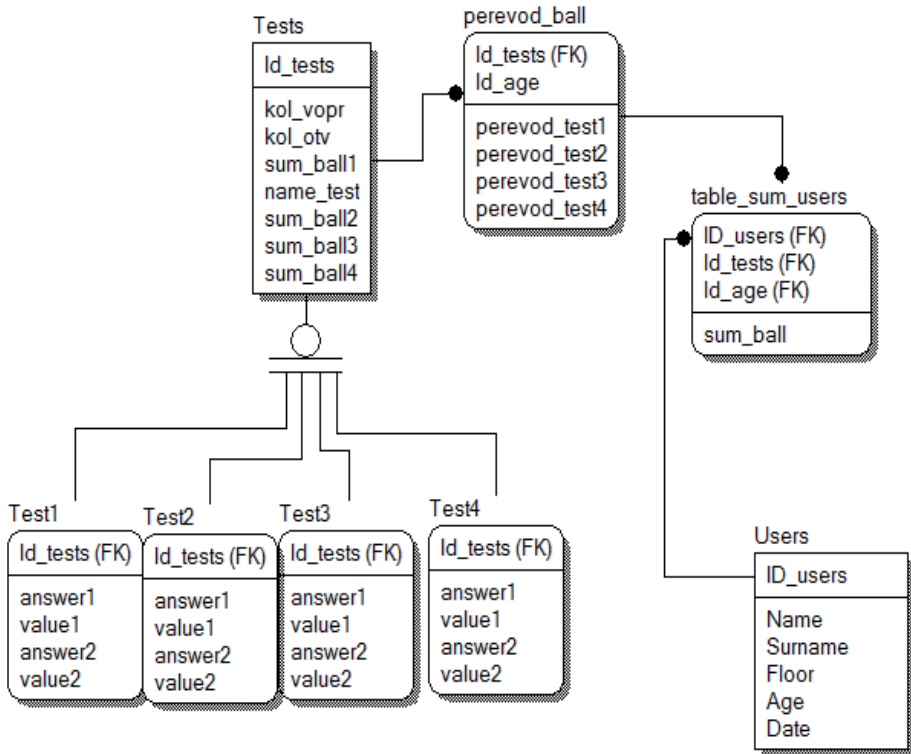 Tests
Id_tests
kol_vopr
kol_otv
sum_ball1
name_test
sum_ball2
sum_ball3
sum_ball4
perevod_ball
Id_tests (FK)
Id_age
perevod_test1
perevod_test2
perevod_test3
perevod_test4
table_sum_users
ID_users (FK)
Id_tests (FK)
Id_age (FK)
sum_ball
Test1
Id_tests (FK)
answer1
value1
answer2
value2
Test2
Id_tests (FK)
answer1
value1
answer2
value2
Test3
Id_tests (FK)
answer1
value1
answer2
value2
Test4
Id_tests (FK)
answer1
value1
answer2
value2
Users
ID_users
Name
Surname
Floor
Age
Date